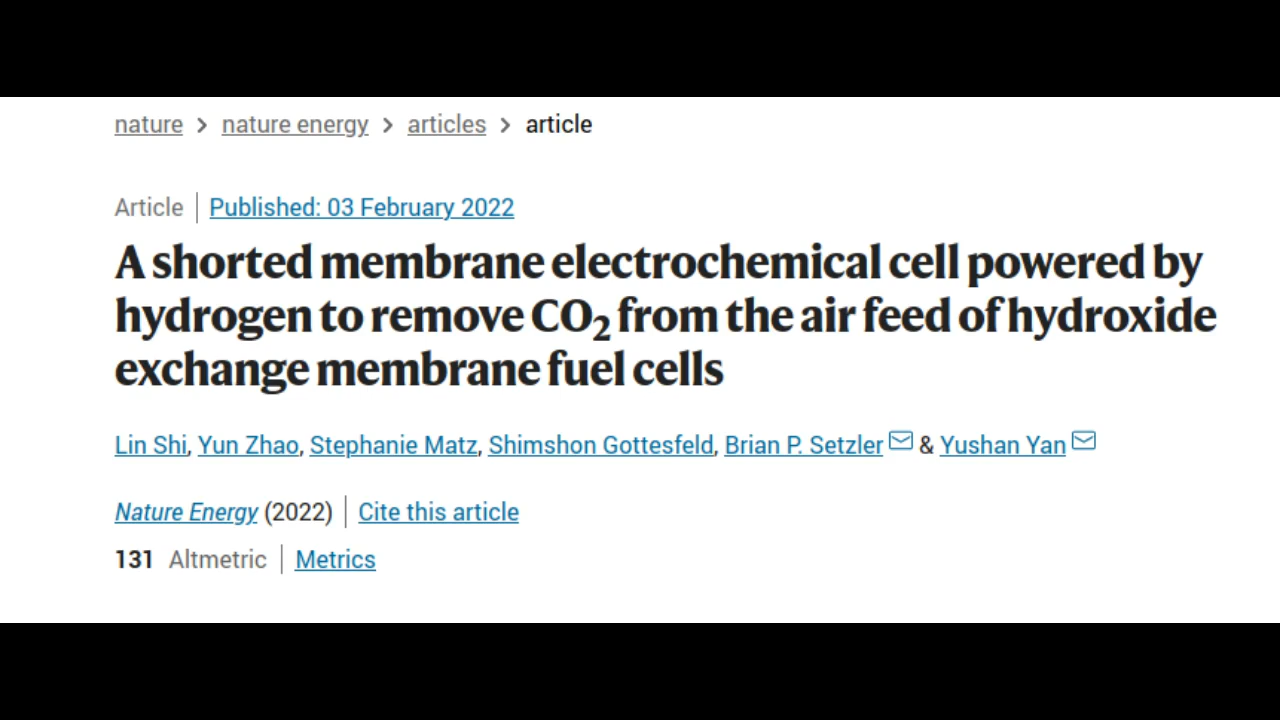 nature > nature energy > articles > article
Article | Published: 03 February 2022
A shorted membrane electrochemical cell powered by
hydrogen to remove CO₂ from the air feed of hydroxide
exchange membrane fuel cells
Lin Shi, Yun Zhao, Stephanie Matz, Shimshon Gottesfeld, Brian P. Setzler & Yushan Yan
Nature Energy (2022) | Cite this article
131 Altmetric | Metrics